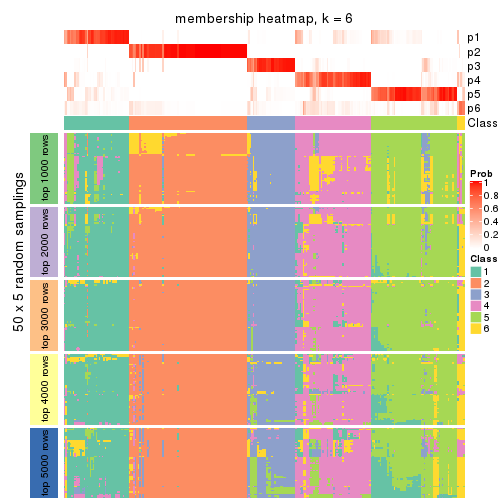 membership heatmap, k = 6
p1
p2
p3
p4
p5
p6
Class
50 x 5 random samplings
top 1000 rows
top 2000 rows
top 3000 rows
top 4000 rows
top 5000 rows
Prob
1
0.8
0.6
0.4
0.2
0
Class
1
2
3
4
5
6